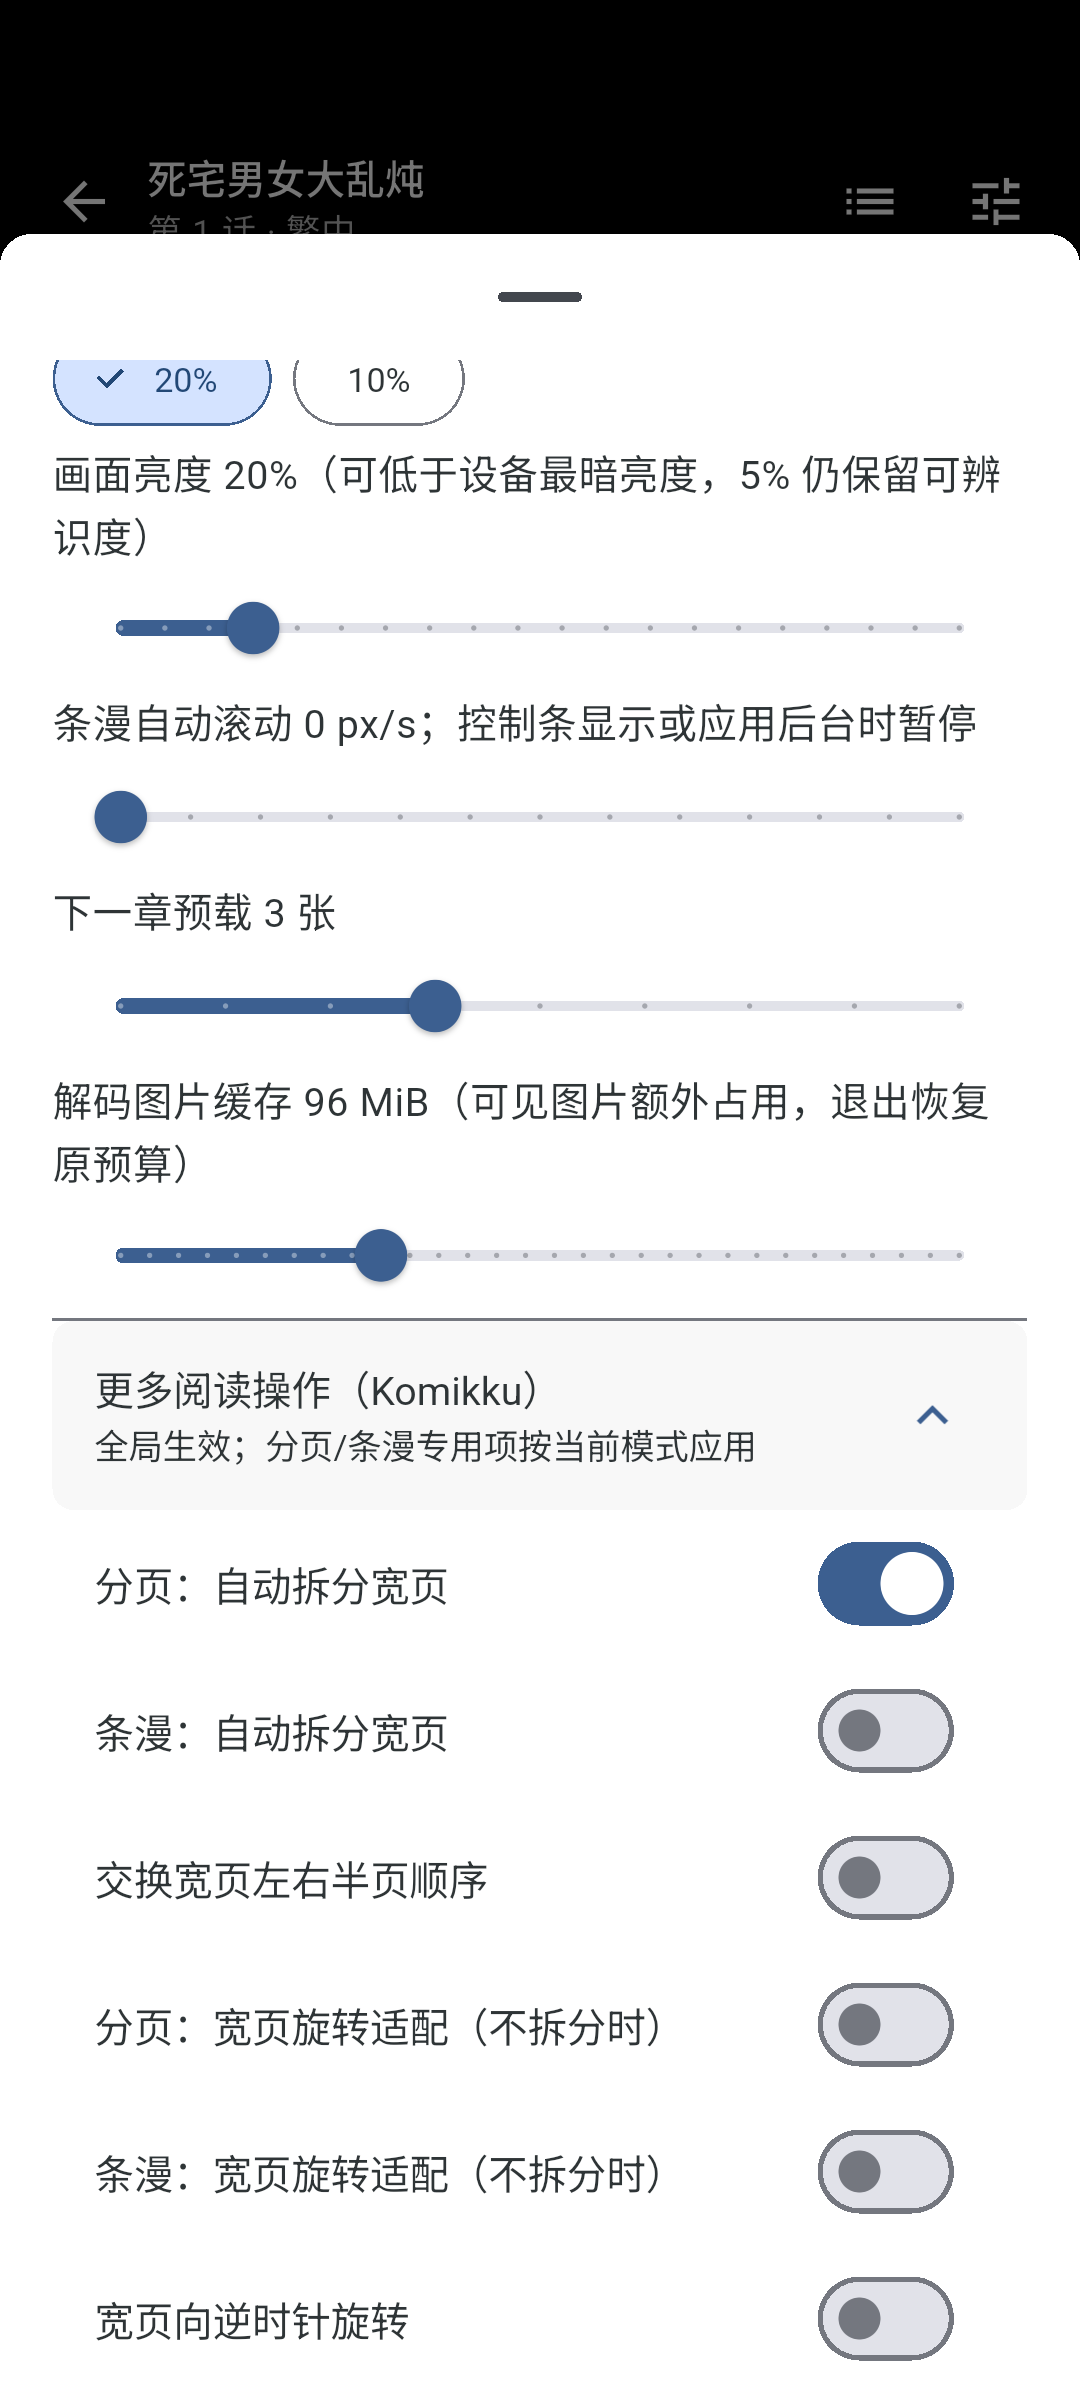 死宅男女大乱炖
第 1 话 · 繁中
20%
10%
画面亮度 20%（可低于设备最暗亮度，5% 仍保留可辨
识度）
条漫自动滚动 0 px/s；控制条显示或应用后台时暂停
下一章预载 3 张
解码图片缓存 96 MiB（可见图片额外占用，退出恢复
原预算）
更多阅读操作（Komikku）
全局生效；分页/条漫专用项按当前模式应用
分页：自动拆分宽页
条漫：自动拆分宽页
交换宽页左右半页顺序
分页：宽页旋转适配（不拆分时）
条漫：宽页旋转适配（不拆分时）
宽页向逆时针旋转